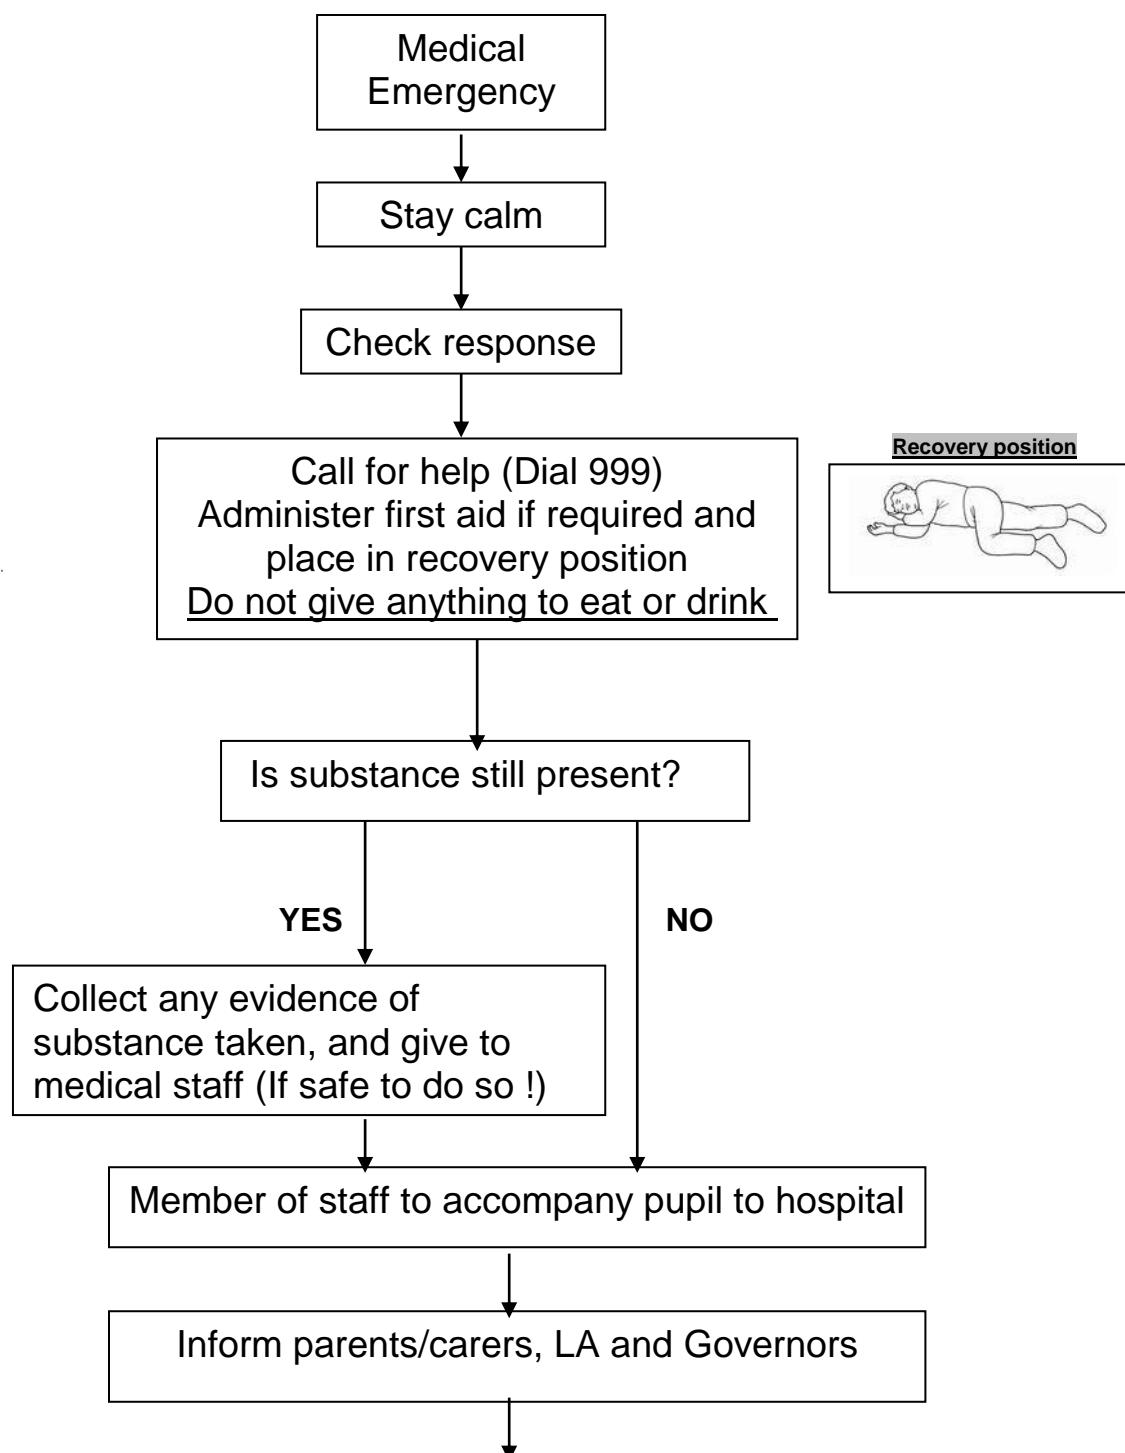 Medical
Emergency
Stay calm
Check response
Call for help (Dial 999)
Administer first aid if required and
place in recovery position
Do not give anything to eat or drink
Recovery position
Is substance still present?
YES
NO
Collect any evidence of
substance taken, and give to
medical staff (If safe to do so !)
Member of staff to accompany pupil to hospital
Inform parents/carers, LA and Governors